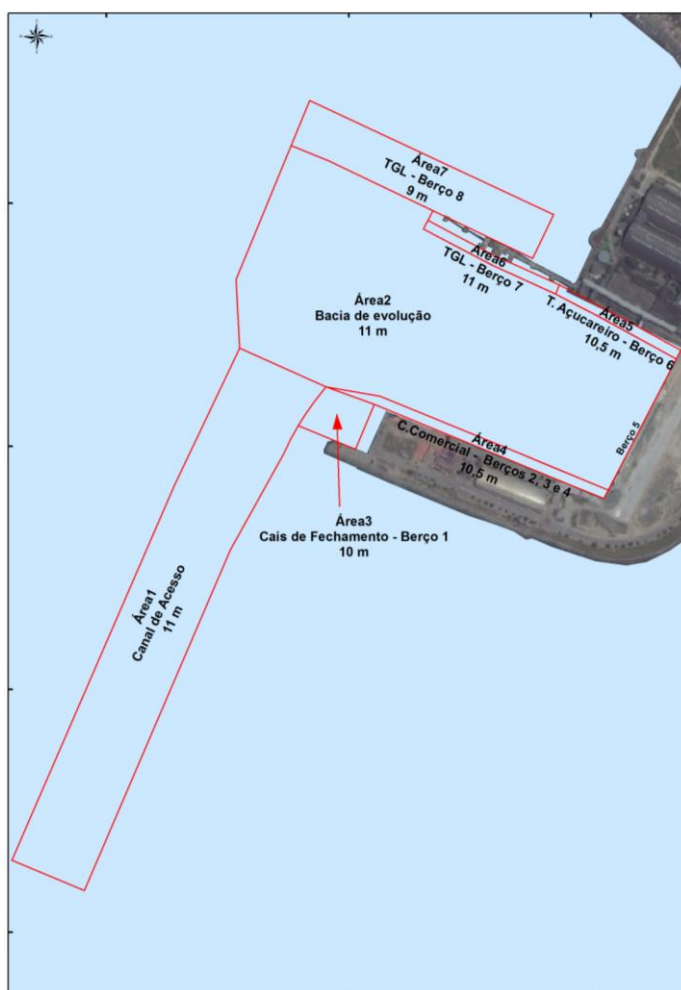 Área7
TGL - Berço 8
9 m
Área6
TGL - Berço 7
11 m
Área5
T. Açucareiro - Berço 6
10,5 m
Área2
Bacia de evolução
11 m
Berço 5
Área4
C.Comercial - Berços 2, 3 e 4
10,5 m
Área3
Cais de Fechamento - Berço 1
10 m
Área1
Canal de Acesso
11 m